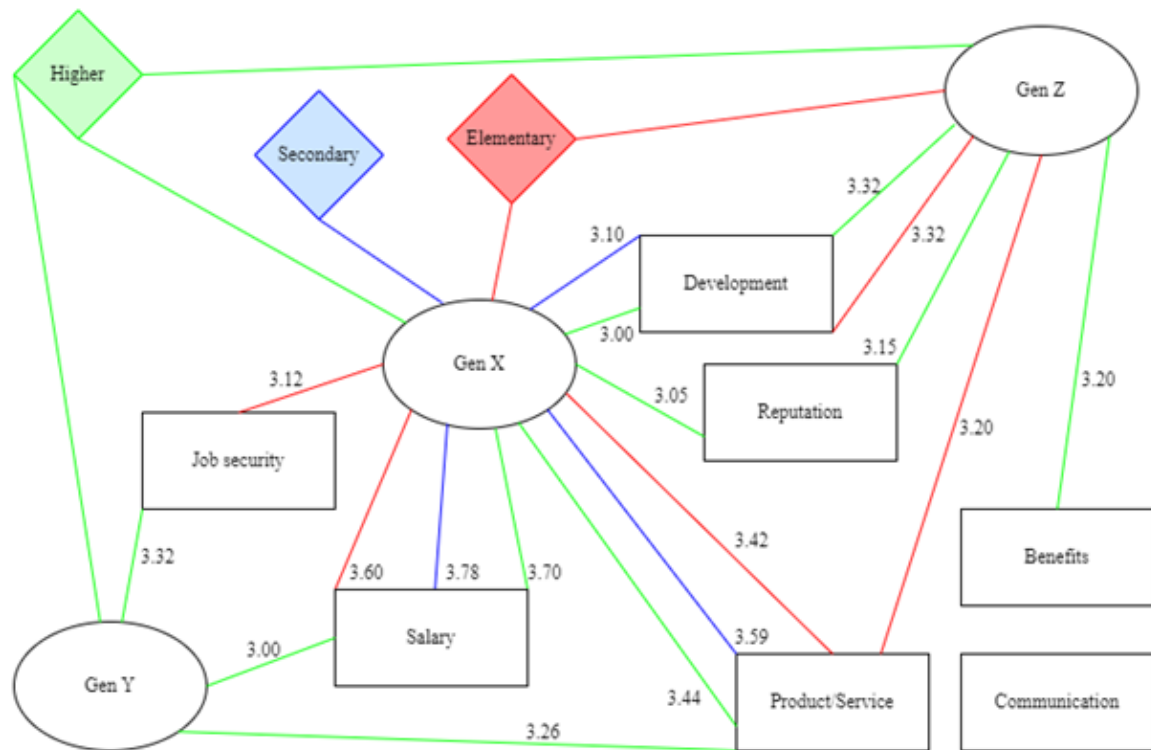 Higher
Gen Z
Secondary
Elementary
3.32
3.10
3.32
Development
3.00
3.15
Gen X
3.12
3.05
3.20
Reputation
3.20
Job security
3.42
3.32
Benefits
3.60
3.78
3.70
Salary
3.59
3.00
Gen Y
3.44
Product/Service
Communication
3.26